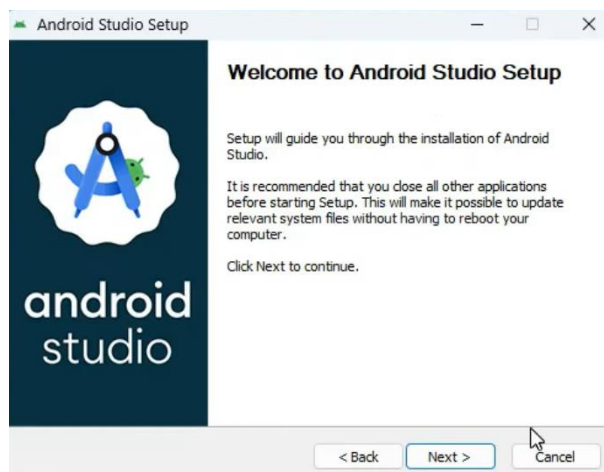 Android Studio Setup
Welcome to Android Studio Setup
Setup will guide you through the installation of Android
Studio.
It is recommended that you close all other applications
before starting Setup. This will make it possible to update
relevant system files without having to reboot your
computer.
Click Next to continue.
android
studio
< Back
Next >
Cancel